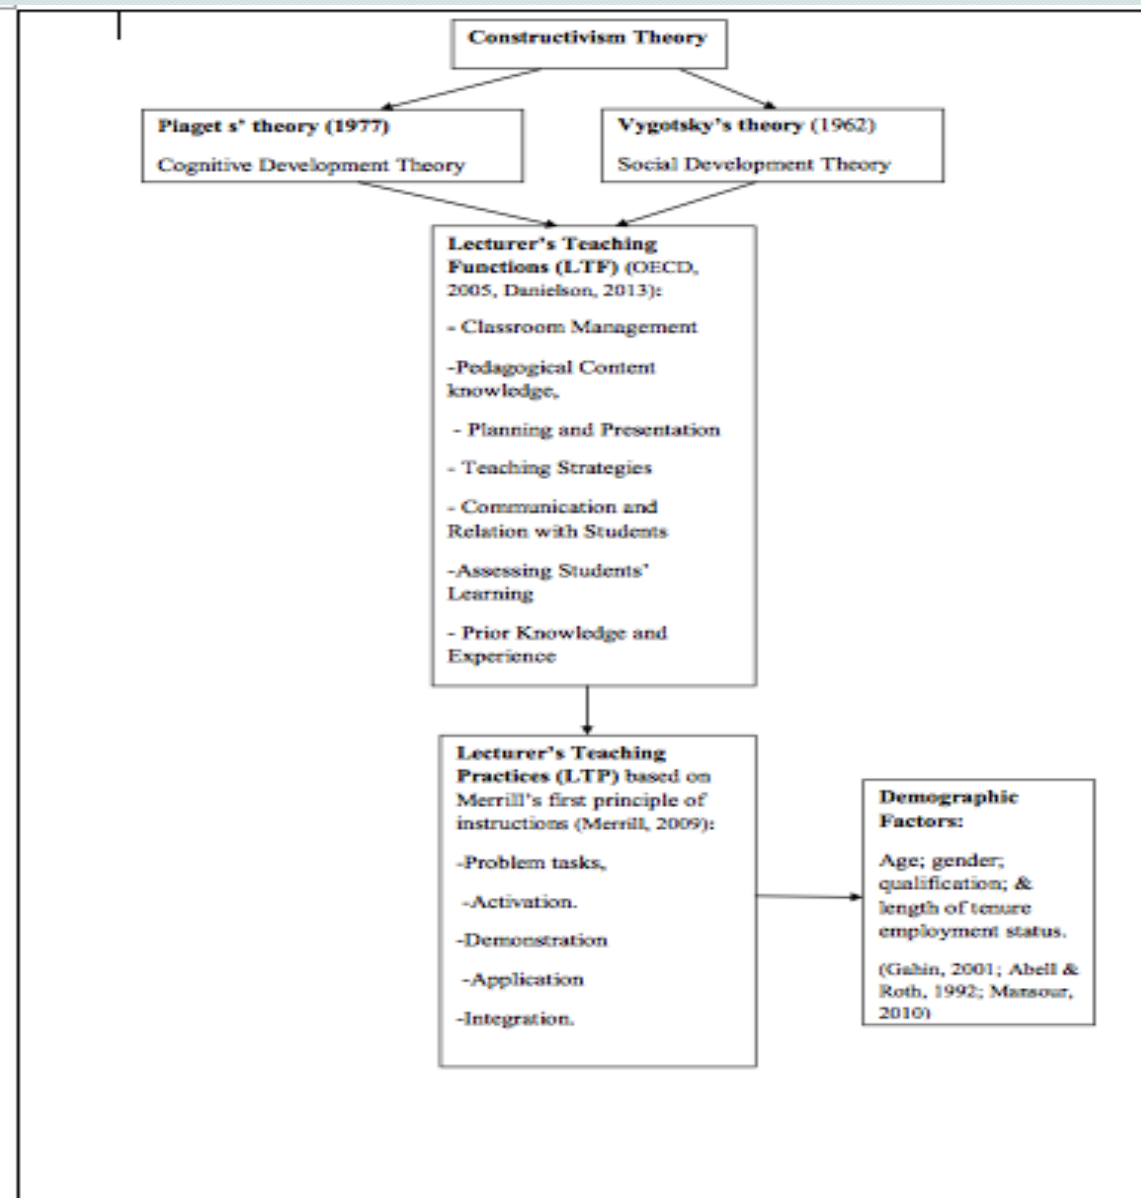 Constructivism Theory
Piaget s' theory (1977)
Cognitive Development Theory
Vygotsky's theory (1962)
Social Development Theory
Lecturer's Teaching
Functions (LTF) (OECD,
2005, Danielson, 2013):
- Classroom Management
-Pedagogical Content
knowledge,
- Planning and Presentation
- Teaching Strategies
- Communication and
Relation with Students
-Assessing Students'
Learning
- Prior Knowledge and
Experience
Lecturer's Teaching
Practices (LTP) based on
Merrill's first principle of
instructions (Merrill, 2009):
-Problem tasks,
-Activation.
-Demonstration
-Application
-Integration.
Demographic
Factors:
Age; gender;
qualification; &
length of tenure
employment status.
(Gahin, 2001; Abell &
Roth, 1992; Mansour,
2010)